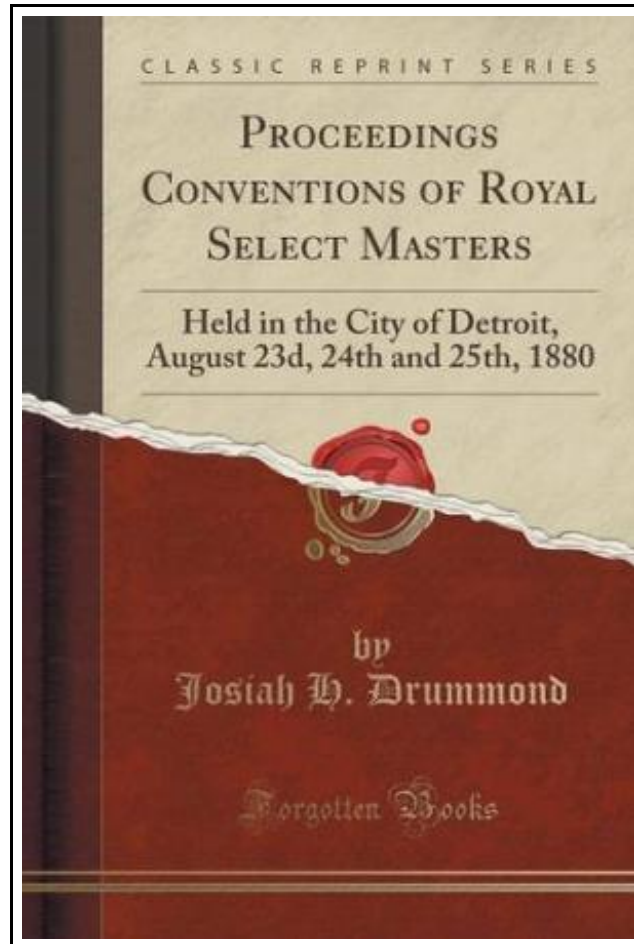 CLASSIC REPRINT SERIES
PROCEEDINGS
CONVENTIONS OF ROYAL
SELECT MASTERS
Held in the City of Detroit,
August 23d, 24th and 25th, 1880
by
Josiah H. Drummond
Forgotten Books